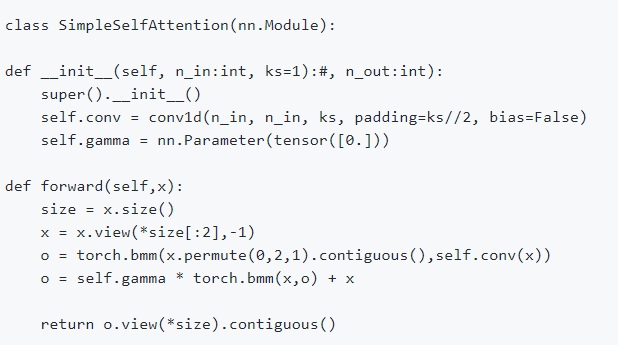 class SimpleSelfAttention(nn.Module):
def __init__(self, n_in:int, ks=1):#, n_out:int):
super().__init__()
self.conv = conv1d(n_in, n_in, ks, padding=ks//2, bias=False)
self.gamma = nn.Parameter(tensor([0.]))
def forward(self,x):
size = x.size()
x = x.view(*size[:2],-1)
o = torch.bmm(x.permute(0,2,1).contiguous(),self.conv(x))
o = self.gamma * torch.bmm(x,o) + x
return o.view(*size).contiguous()